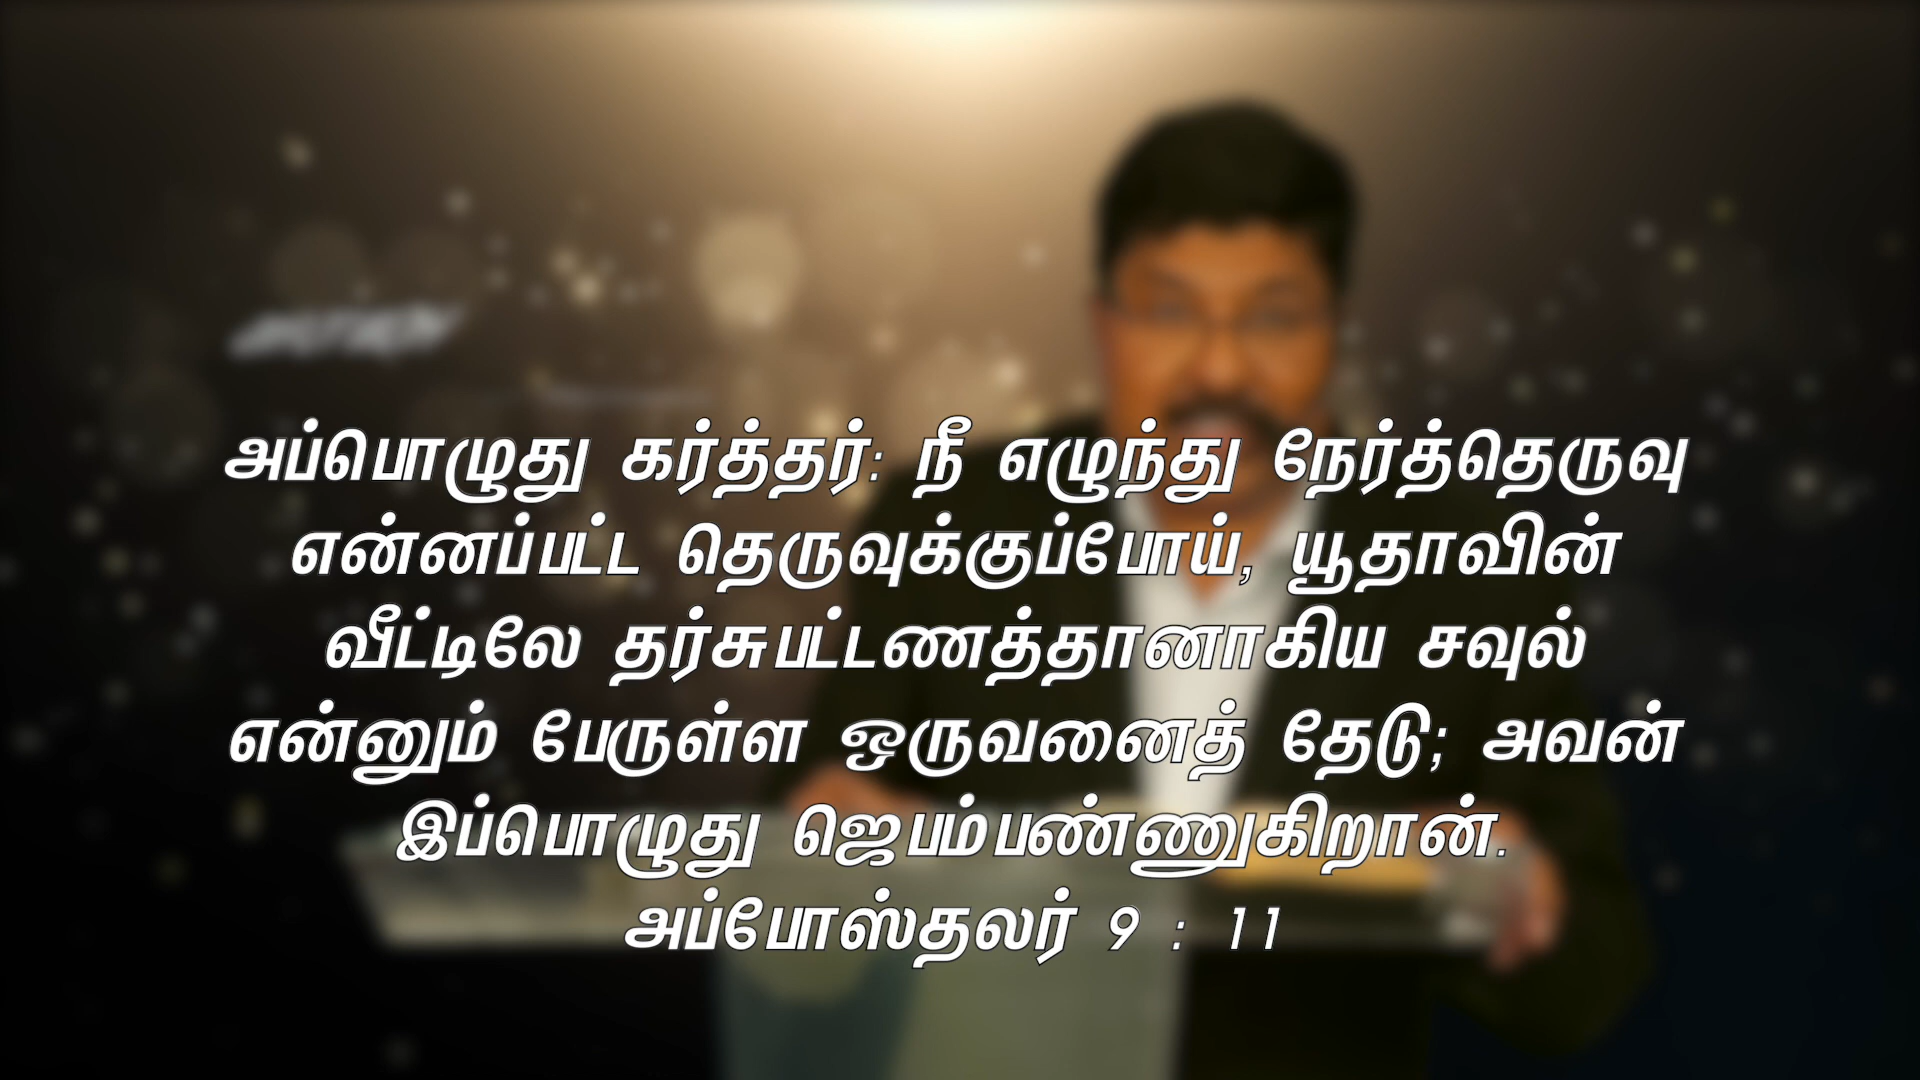 அப்பொழுது கர்த்தர்: நீ எழுந்து நேர்த்தெருவு
என்னப்பட்ட தெருவுக்குப்போய், யூதாவின்
வீட்டிலே தர்சுபட்டணத்தானாகிய சவுல்
என்னும் பேருள்ள ஒருவனைத் தேடு; அவன்
இப்பொழுது ஜெபம்பண்ணுகிறான்.
அப்போஸ்தலர் 9 : 11